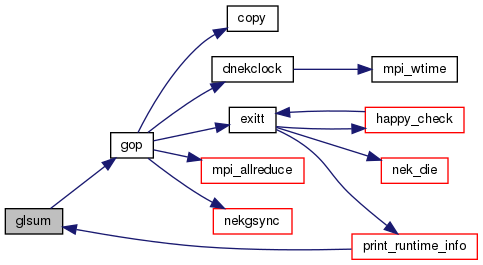 copy
dnekclock
mpi_wtime
exitt
happy_check
gop
mpi_allreduce
nek_die
glsum
nekgsync
print_runtime_info